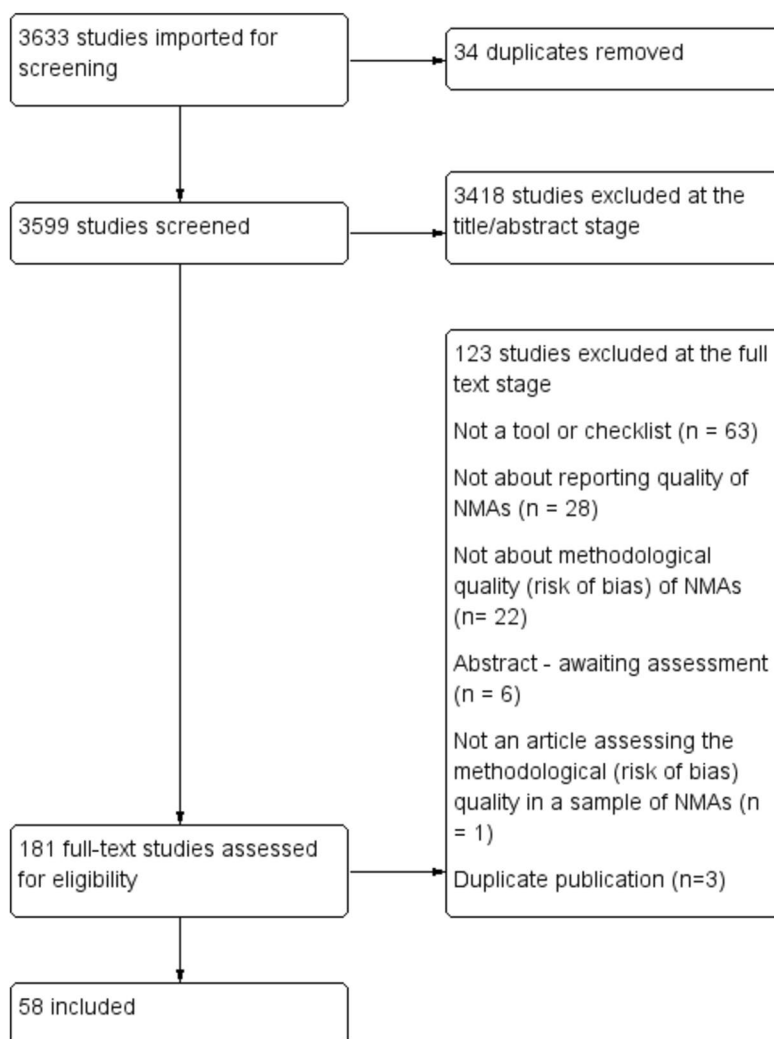 3633 studies imported for
screening
34 duplicates removed
3599 studies screened
3418 studies excluded at the
title/abstract stage
123 studies excluded at the full
text stage
Not a tool or checklist (n = 63)
Not about reporting quality of
NMAs (n = 28)
Not about methodological
quality (risk of bias) of NMAs
(n= 22)
Abstract - awaiting assessment
(n = 6)
Not an article assessing the
methodological (risk of bias)
quality in a sample of NMAs (n
= 1)
Duplicate publication (n=3)
181 full-text studies assessed
for eligibility
58 included